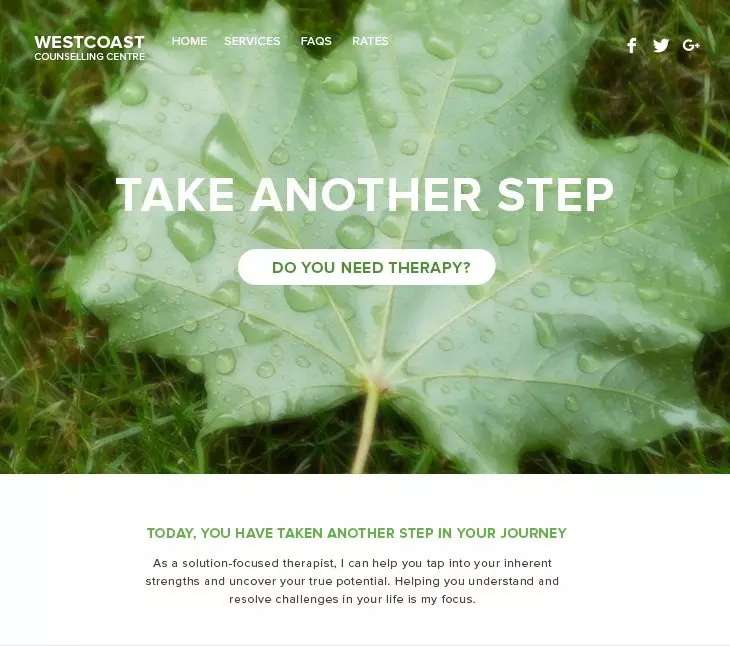 WESTCOAST
COUNSELLING CENTRE
HOME SERVICES FAQS RATES
TAKE ANOTHER STEP
DO YOU NEED THERAPY?
TODAY, YOU HAVE TAKEN ANOTHER STEP IN YOUR JOURNEY
As a solution-focused therapist, I can help you tap into your inherent
strengths and uncover your true potential. Helping you understand and
resolve challenges in your life is my focus.